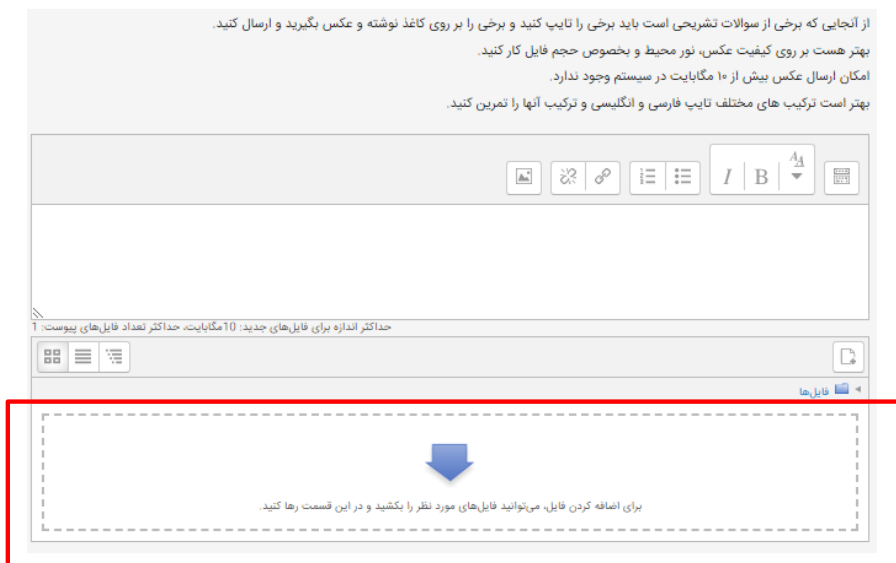 از آنجایی که برخی از سوالات تشریحی است باید برخی را تایپ کنید و برخی را بر روی کاغذ نوشته و عکس بگیرید و ارسال کنید.
بهتر هست بر روی کیفیت عکس، نور محیط و بخصوص حجم فایل کار کنید.
امکان ارسال عکس بیش از ۱۰ مگابایت در سیستم وجود ندارد.
بهتر است ترکیب های مختلف تایپ فارسی و انگلیسی و ترکیب آنها را تمرین کنید.
I B A A
حداکثر اندازه برای فایل‌های جدید: 10مگابایت، حداکثر تعداد فایل‌های پیوست: 1
فایل‌ها
برای اضافه کردن فایل، می‌توانید فایل‌های مورد نظر را بکشید و در این قسمت رها کنید.